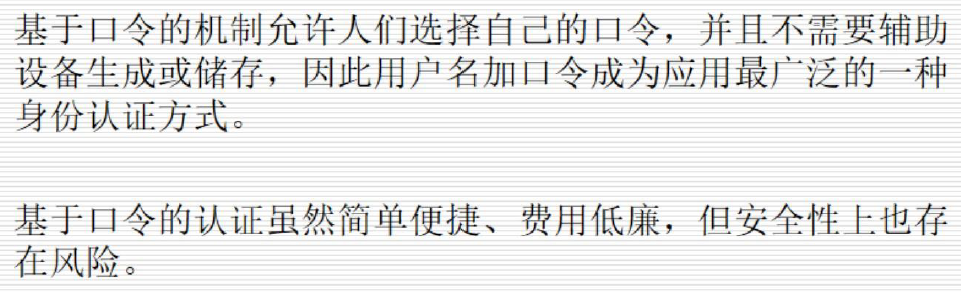 基于口令的机制允许人们选择自己的口令，并且不需要辅助
设备生成或储存，因此用户名加口令成为应用最广泛的一种
身份认证方式。
基于口令的认证虽然简单便捷、费用低廉，但安全性上也存
在风险。